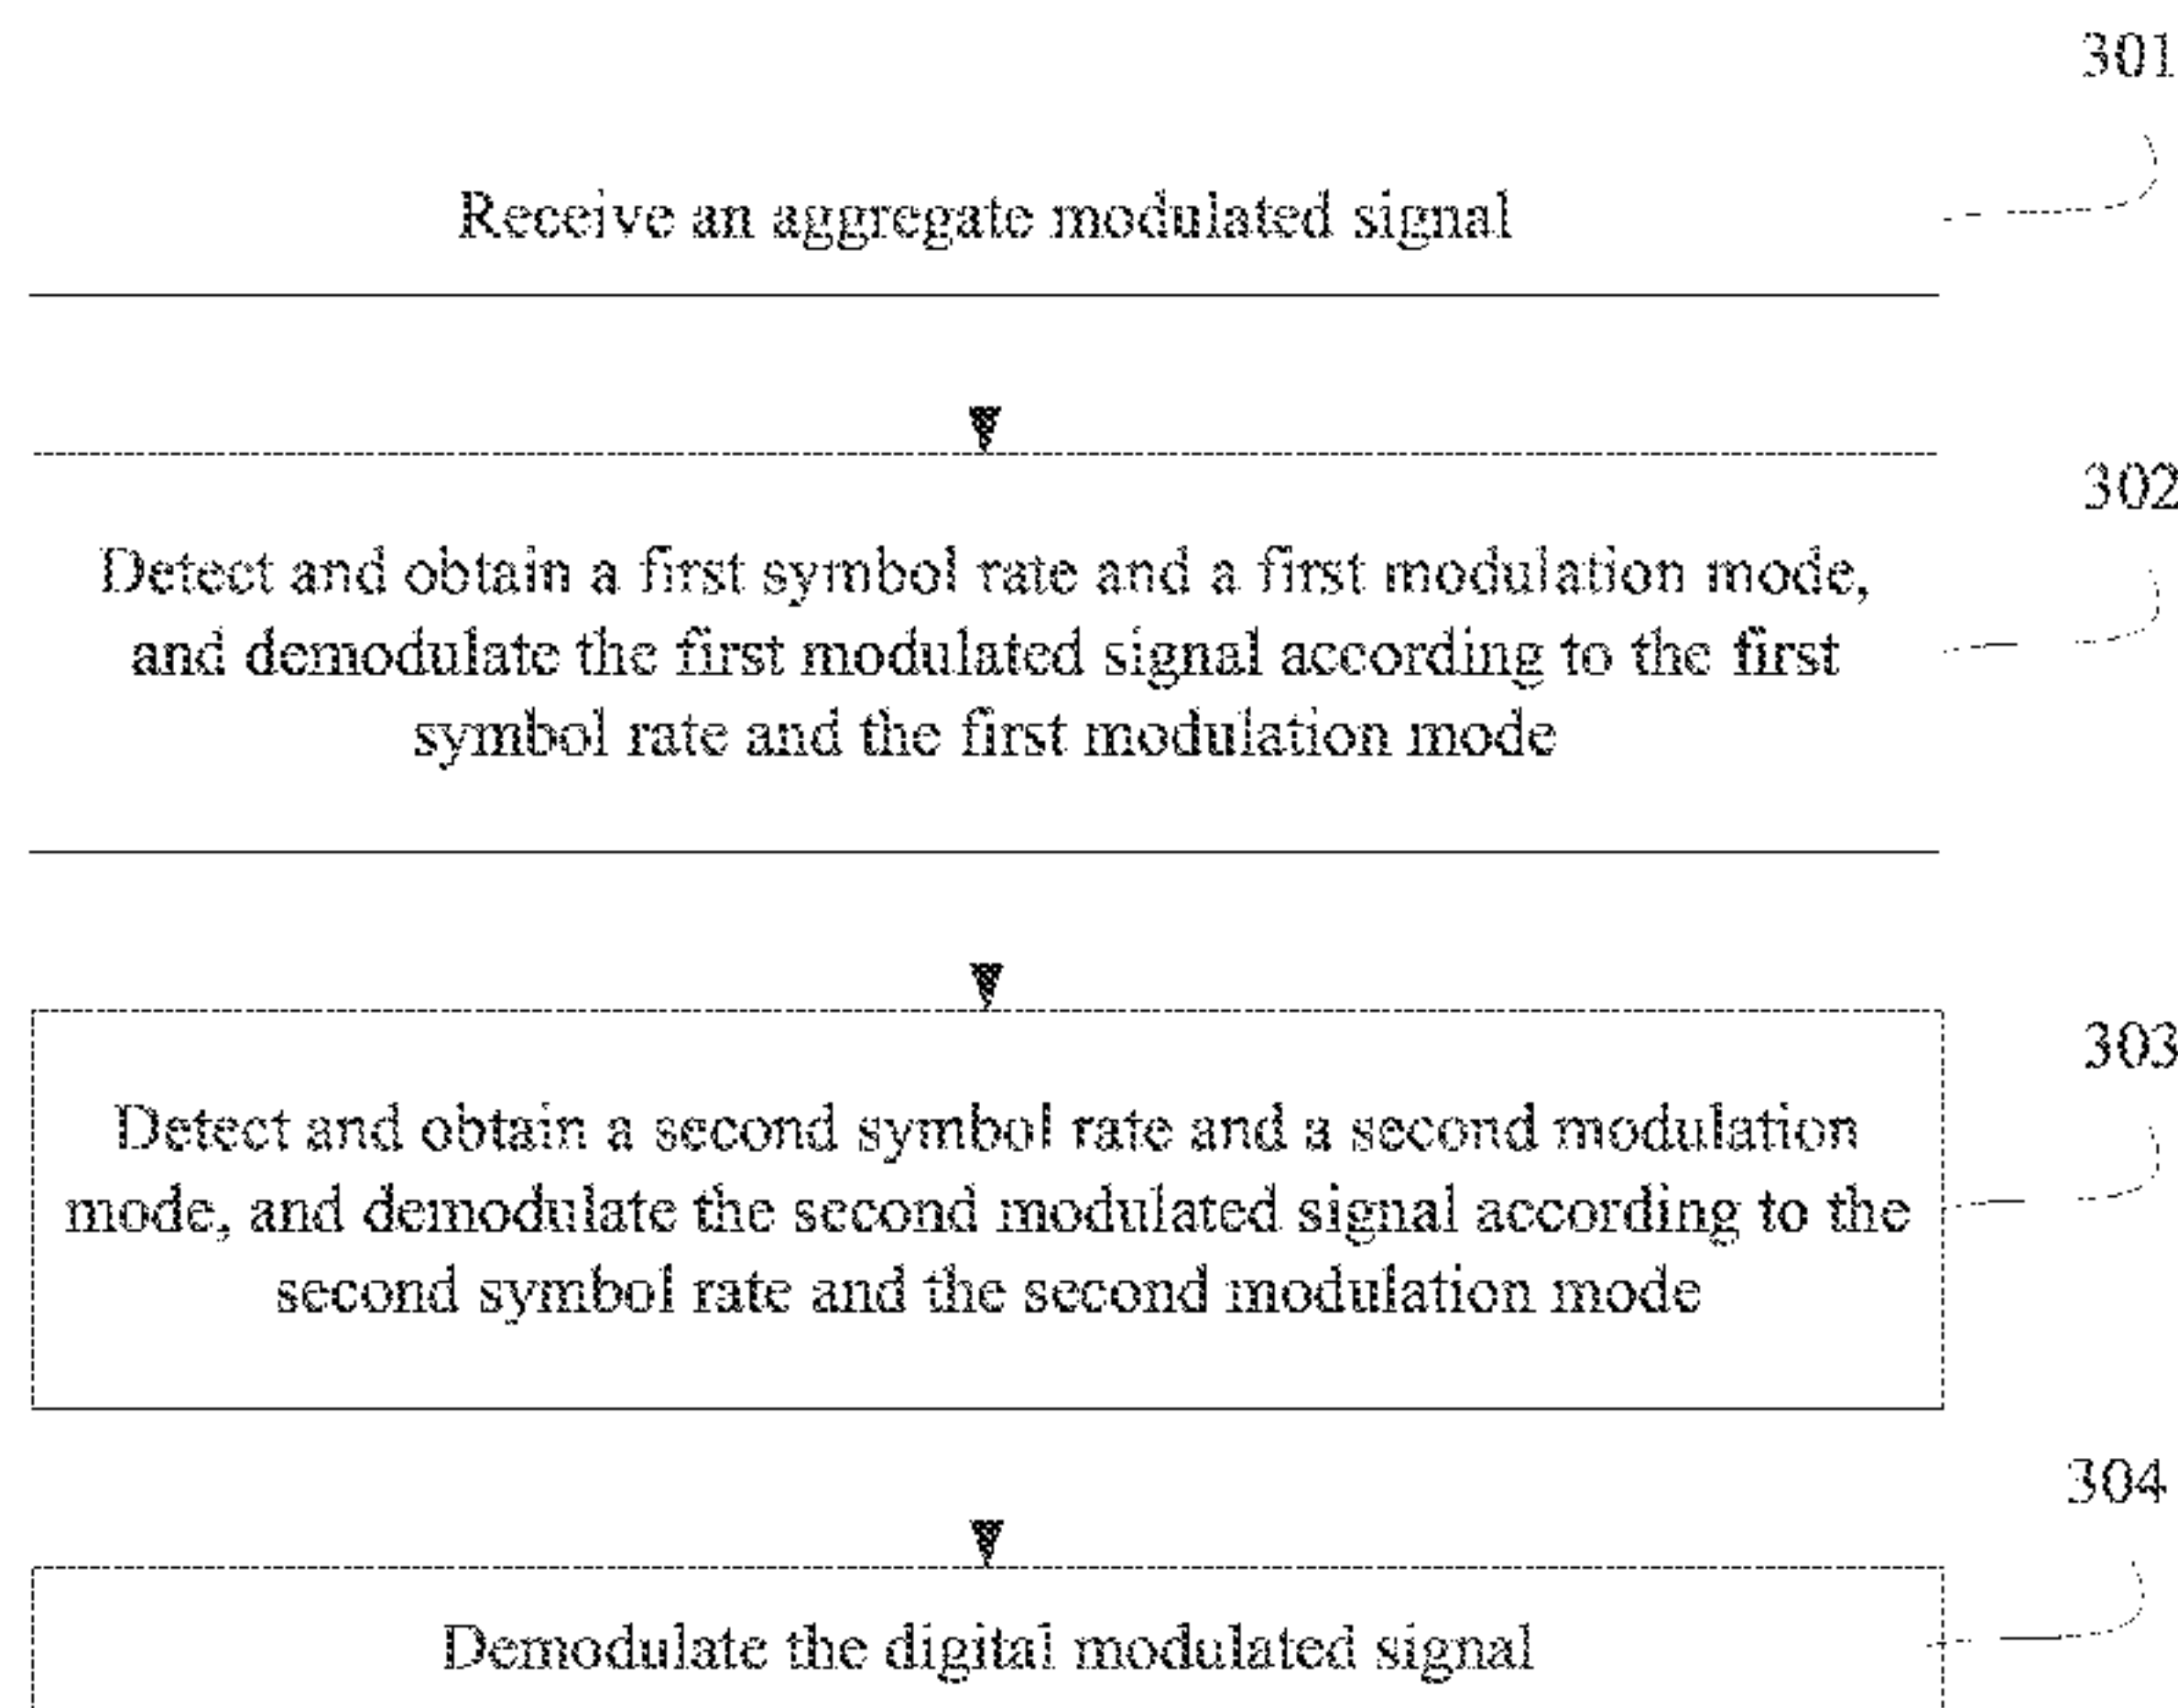 301
Receive an aggregate modulated signal
302
Detect and obtain a first symbol rate and a first modulation mode,
and demodulate the first modulated signal according to the first
symbol rate and the first modulation mode
303
Detect and obtain a second symbol rate and a second modulation
mode, and demodulate the second modulated signal according to the
second symbol rate and the second modulation mode
304
Demodulate the digital modulated signal